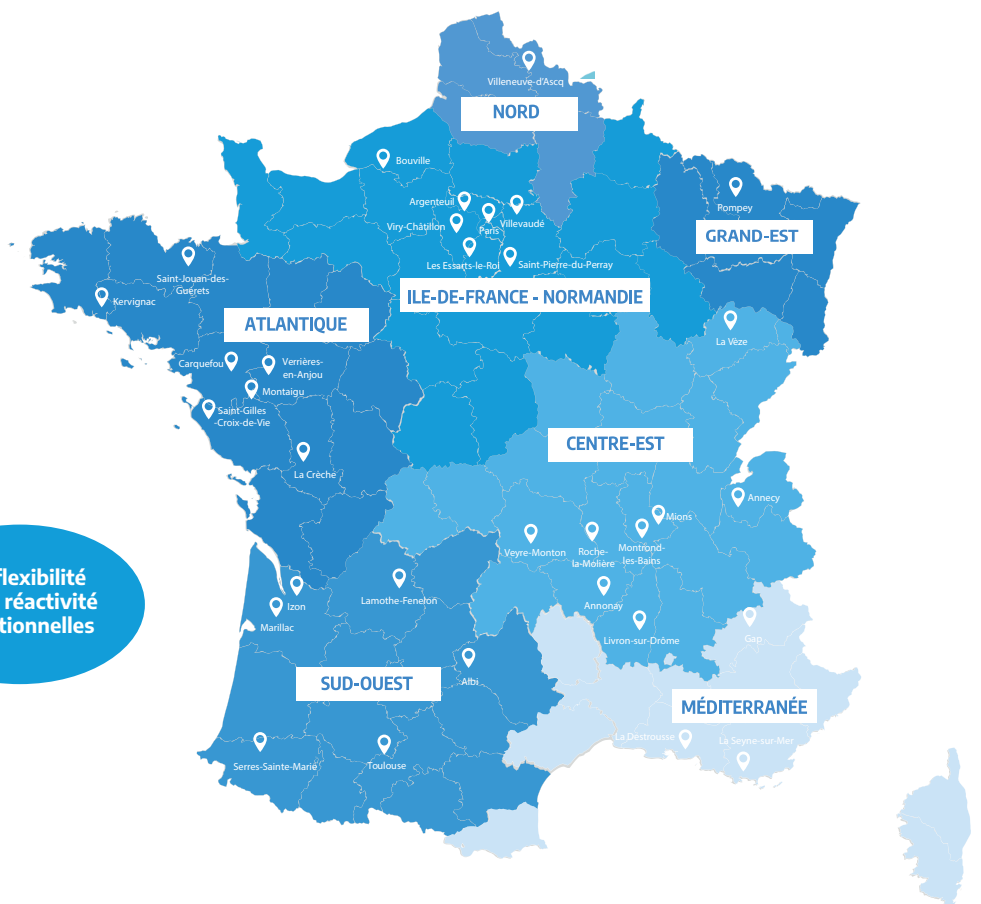 Villeneuve-d'Ascq
NORD
Bouville
Argenteuil
Paris
Villevaudé
Viry-Châtillon
Les Essarts-le-Roi
Saint-Pierre-du-Perray
ILE-DE-FRANCE - NORMANDIE
Pompey
GRAND-EST
Saint-Jouan-des-
Guérets
Kervignac
ATLANTIQUE
Carquefou
Verrières-
en-Anjou
Montaigu
Saint-Gilles
-Croix-de-Vie
La Crèche
La Vèze
CENTRE-EST
Annecy
Mions
Veyre-Monton
Roche-
la-Molière
Montrond-
les-Bains
Annonay
Livron-sur-Drôme
flexibilité
réactivité
tionnelles
Lamothe-Fenelon
Izon
Marillac
SUD-OUEST
Albi
Serres-Sainte-Marie
Toulouse
Gap
MÉDITERRANÉE
La Destrousse
La Seyne-sur-Mer